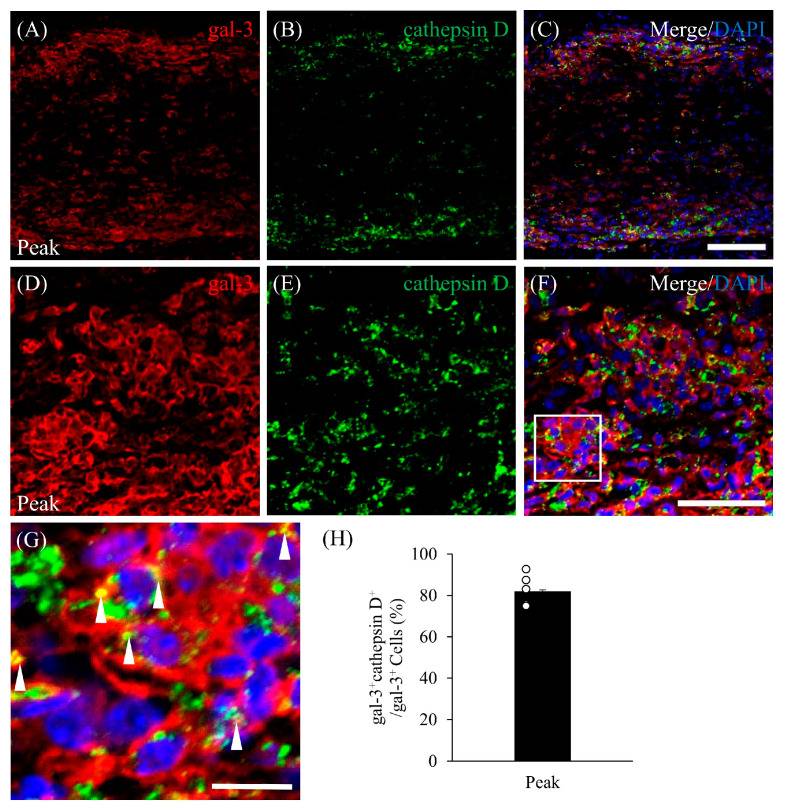 (A) gal-3
Peak
(B) cathepsin D
(C) Merge/DAPI
(D) gal-3
Peak
(E) cathepsin D
(F) Merge/DAPI
(G)
(H)
gal-3⁺cathepsin D⁺
/gal-3⁺ Cells (%)
100
80
60
40
20
0
Peak